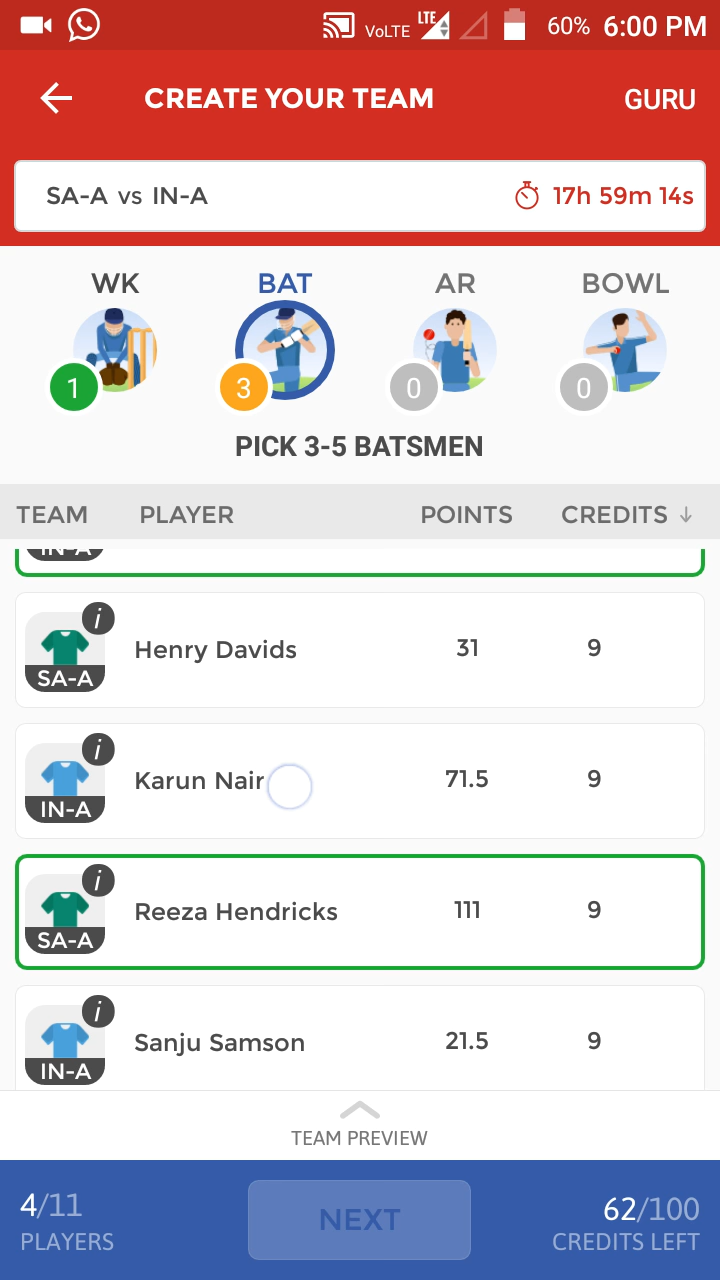 VoLTE LTE 60% 6:00 PM
CREATE YOUR TEAM GURU
SA-A vs IN-A 17h 59m 14s
WK BAT AR BOWL
1 3 0 0
PICK 3-5 BATSMEN
TEAM PLAYER POINTS CREDITS ↓
IN-A
i
Henry Davids 31 9
SA-A
i
Karun Nair 71.5 9
IN-A
i
Reeza Hendricks 111 9
SA-A
i
Sanju Samson 21.5 9
IN-A
TEAM PREVIEW
4/11 NEXT 62/100
PLAYERS CREDITS LEFT